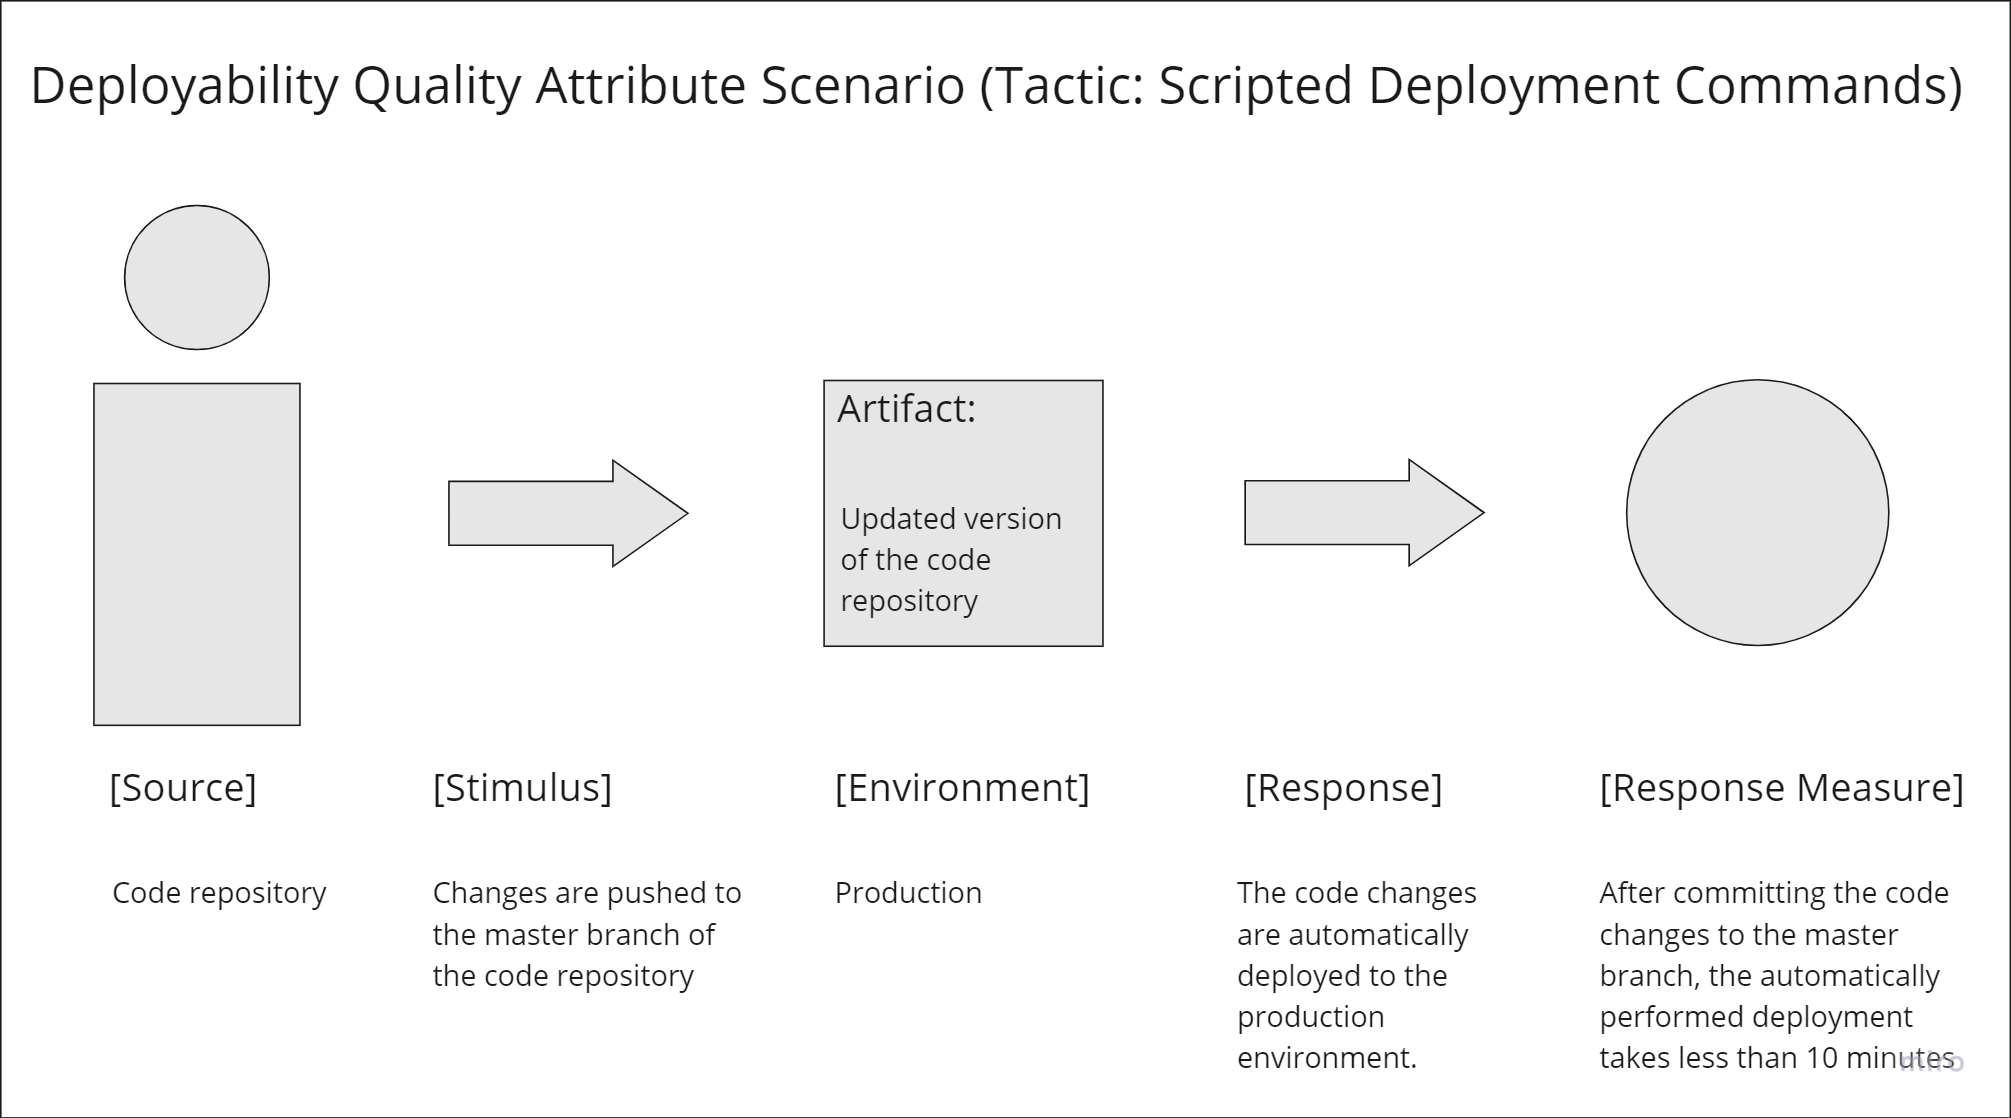 Deployability Quality Attribute Scenario (Tactic: Scripted Deployment Commands)
Artifact:
Updated version
of the code
repository
[Source]
Code repository
[Stimulus]
Changes are pushed to
the master branch of
the code repository
[Environment]
Production
[Response]
The code changes
are automatically
deployed to the
production
environment.
[Response Measure]
After committing the code
changes to the master
branch, the automatically
performed deployment
takes less than 10 minutes
miro